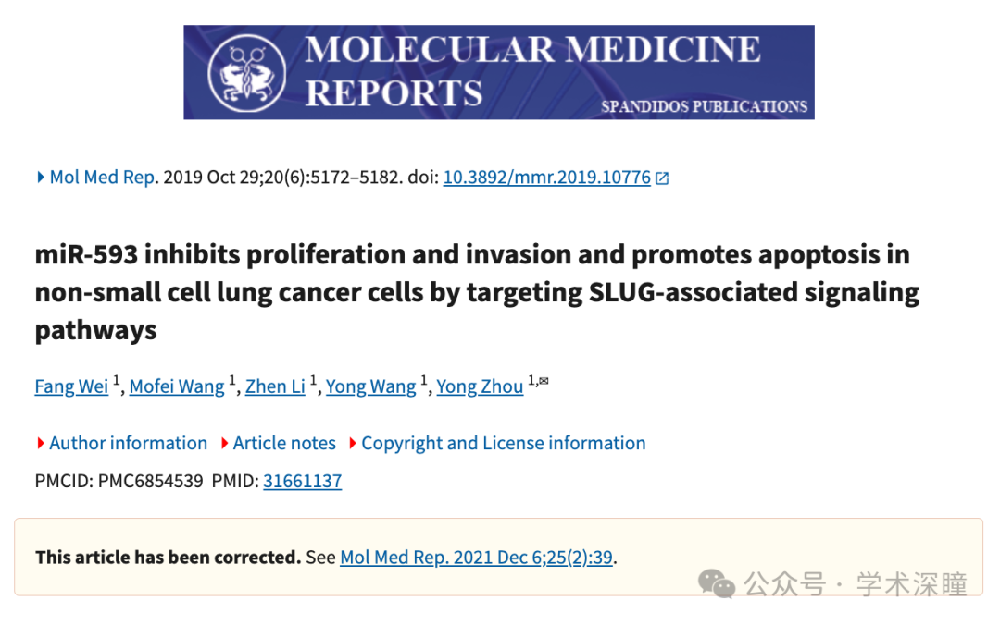 MOLECULAR MEDICINE
REPORTS
SPANDIDOS PUBLICATIONS
Mol Med Rep. 2019 Oct 29;20(6):5172–5182. doi: 10.3892/mmr.2019.10776
miR-593 inhibits proliferation and invasion and promotes apoptosis in
non-small cell lung cancer cells by targeting SLUG-associated signaling
pathways
Fang Wei 1, Mofei Wang 1, Zhen Li 1, Yong Wang 1, Yong Zhou 1,✉
Author information Article notes Copyright and License information
PMCID: PMC6854539 PMID: 31661137
This article has been corrected. See Mol Med Rep. 2021 Dec 6;25(2):39.
公众号 · 学术深瞳